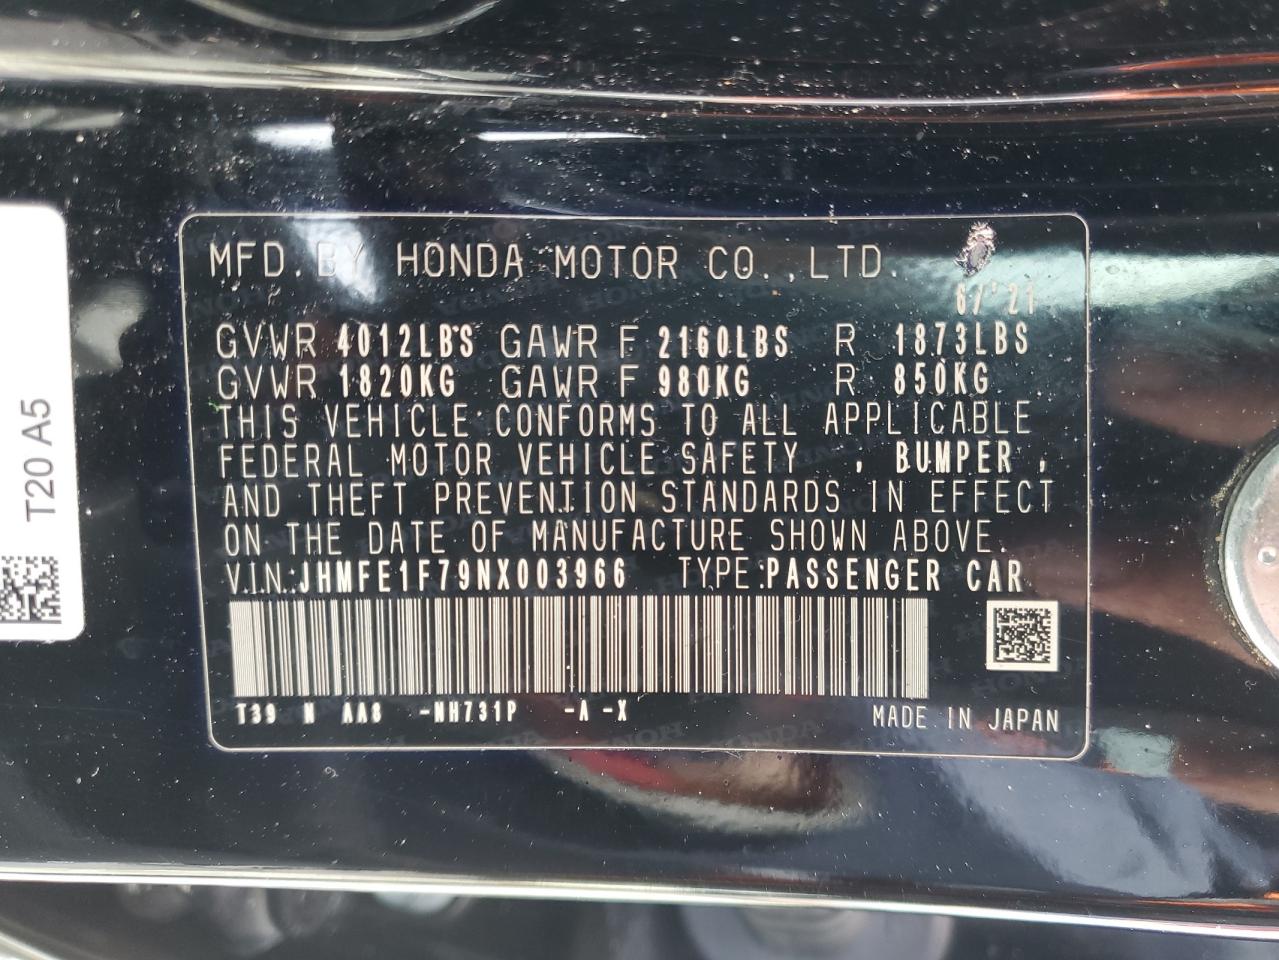 MFD. BY HONDA MOTOR CO.,LTD.
6/'21
GVWR 4012LBS GAWR F 2160LBS R 1873LBS
GVWR 1820KG GAWR F 980KG R 850KG
THIS VEHICLE CONFORMS TO ALL APPLICABLE
FEDERAL MOTOR VEHICLE SAFETY , BUMPER ,
AND THEFT PREVENTION STANDARDS IN EFFECT
ON THE DATE OF MANUFACTURE SHOWN ABOVE.
V.I.N.:JHMFE1F79NX003966 TYPE:PASSENGER CAR
T39 N AA8 -NH731P -A -X MADE IN JAPAN
T20 A5